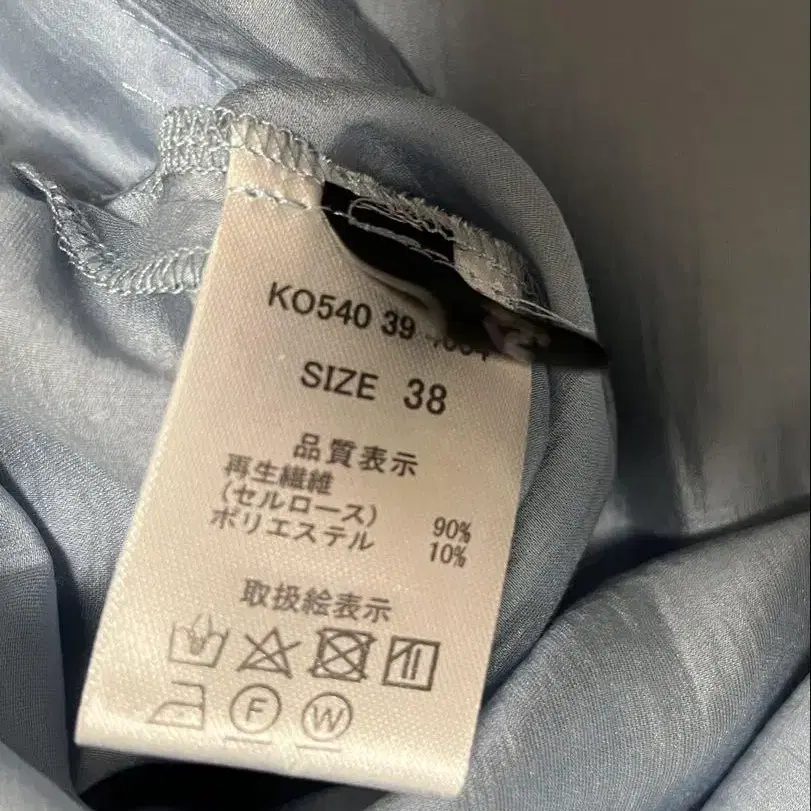 KO540 39
SIZE 38
品質表示
再生繊維
(セルロース) 90%
ポリエステル 10%
取扱絵表示
F W